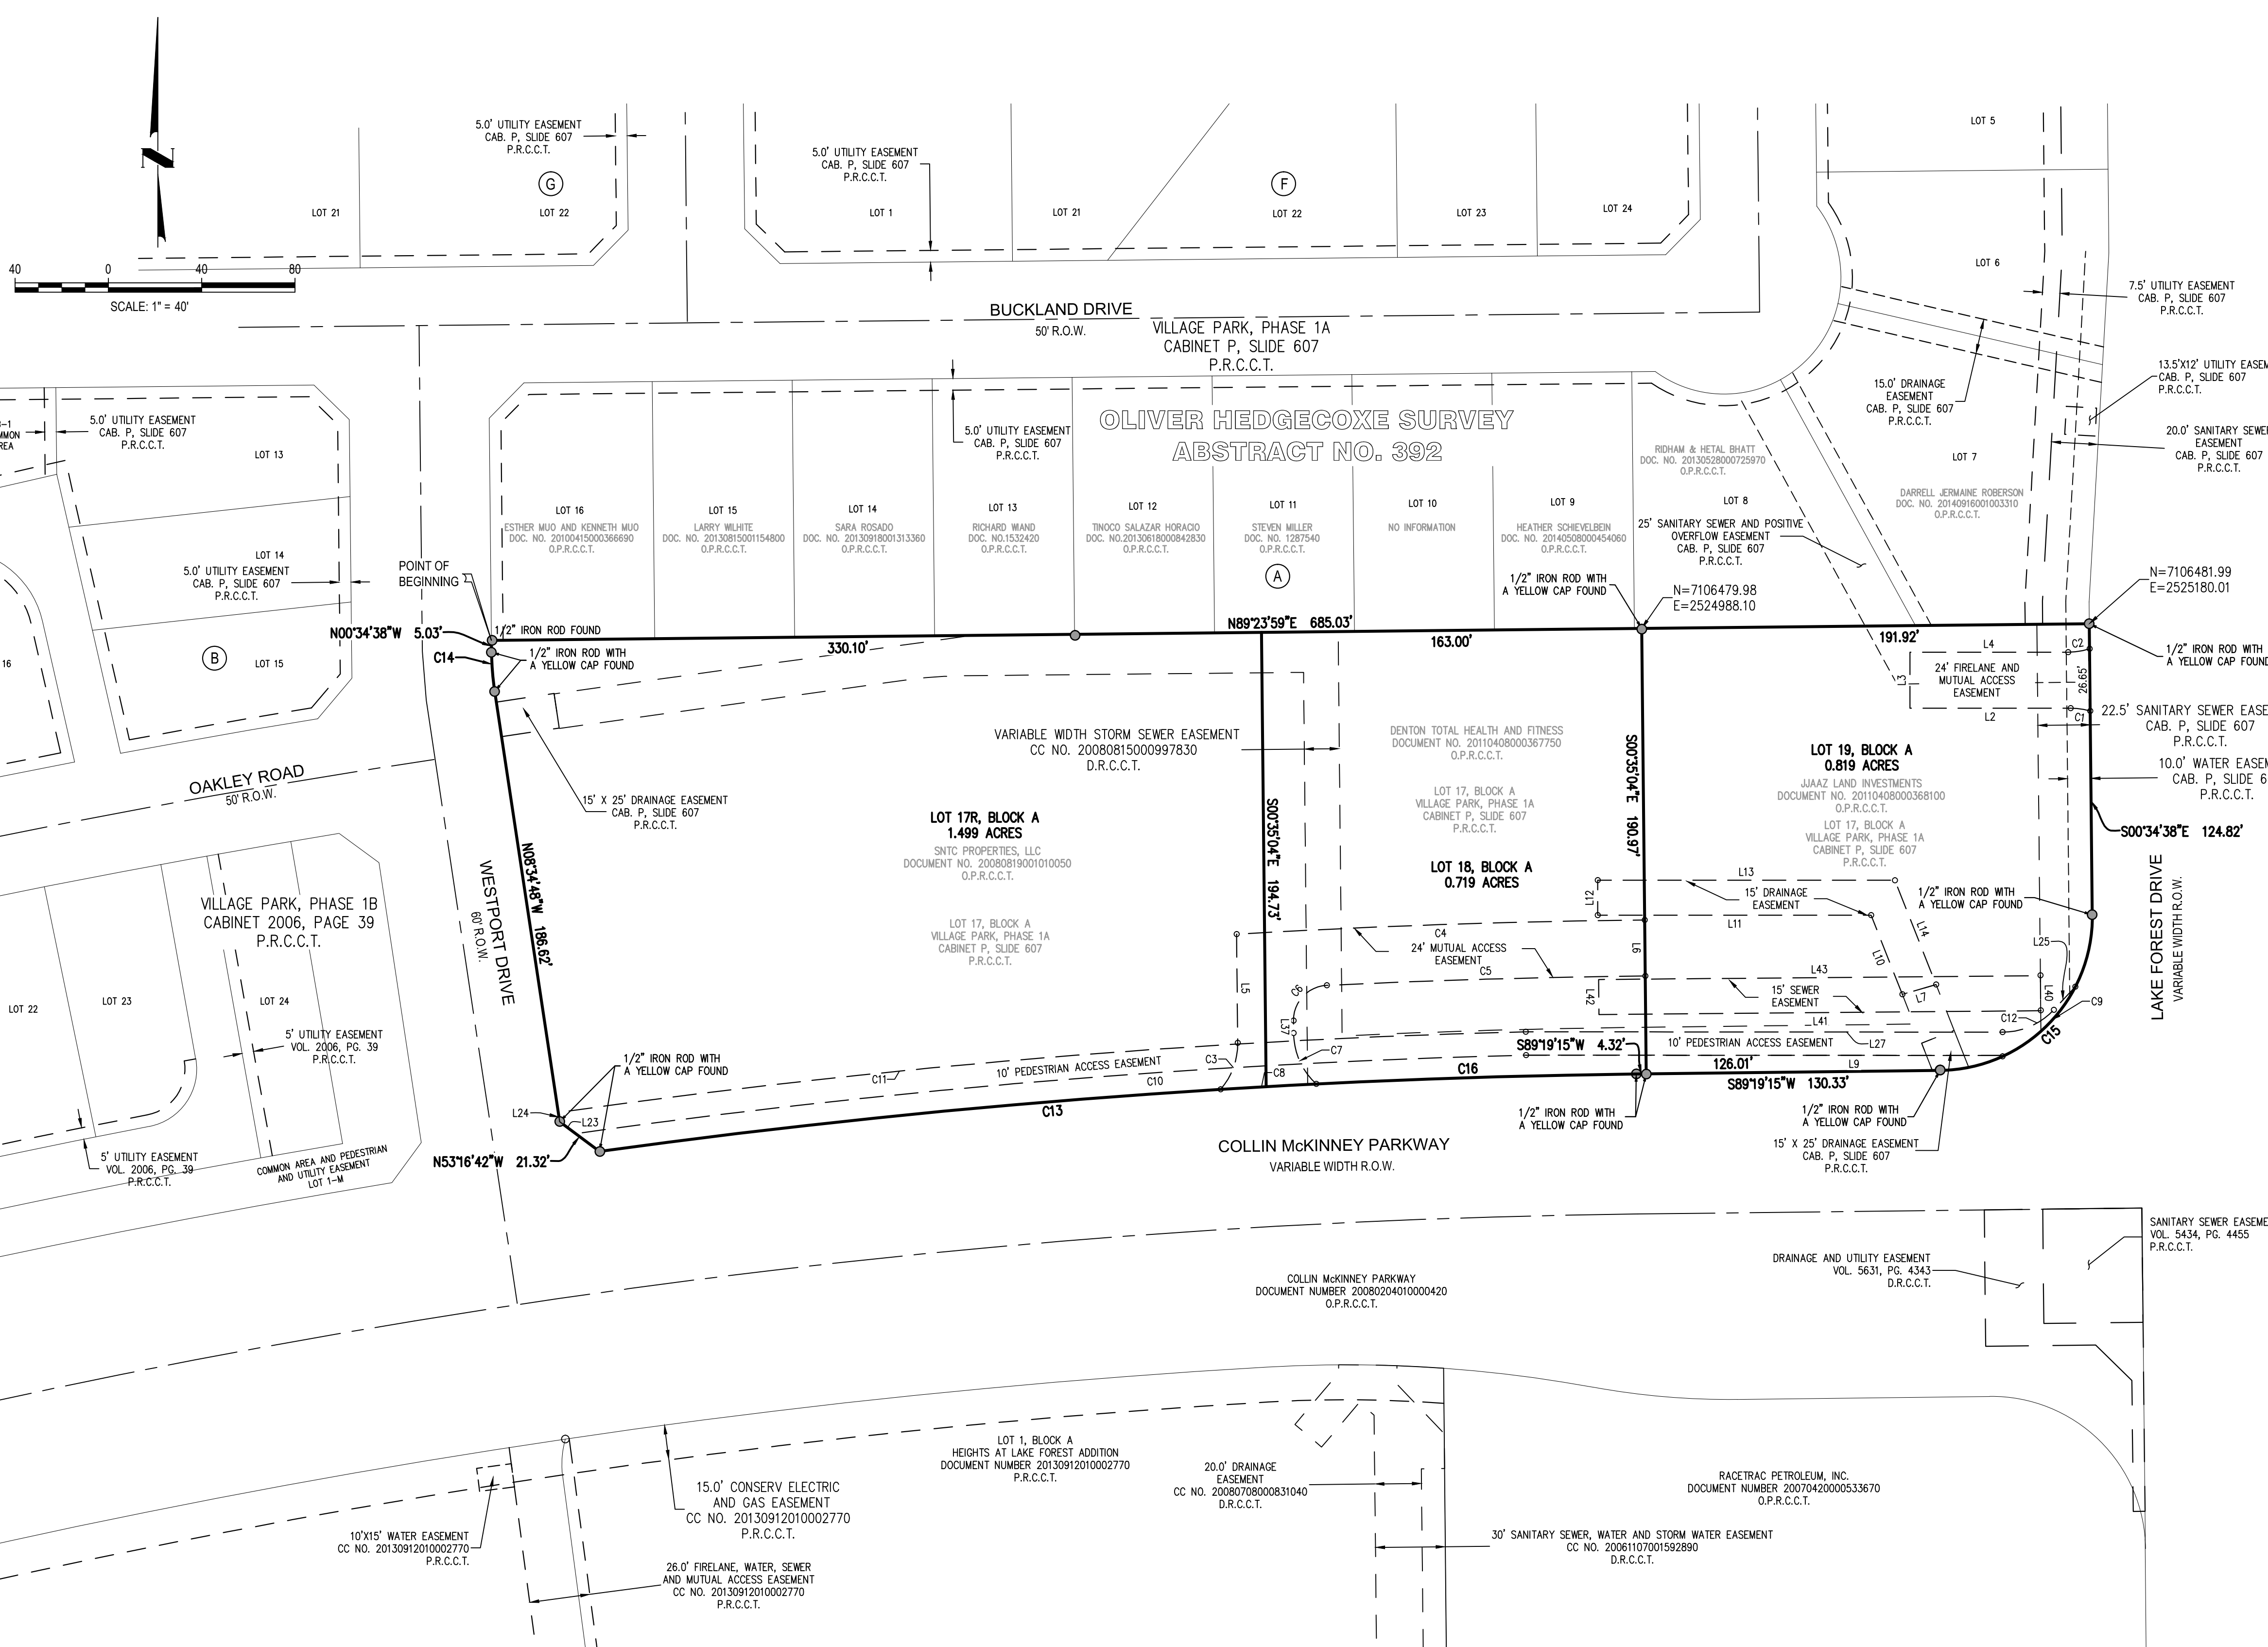 5.0' UTILITY EASEMENT
CAB. P, SLIDE 607
P.R.C.C.T.
G
LOT 21
LOT 22
N
40 0 40 80
SCALE: 1" = 40'
5.0' UTILITY EASEMENT
CAB. P, SLIDE 607
P.R.C.C.T.
F
LOT 1
LOT 21
LOT 22
LOT 23
LOT 24
LOT 5
LOT 6
7.5' UTILITY EASEMENT
CAB. P, SLIDE 607
P.R.C.C.T.
BUCKLAND DRIVE
50' R.O.W.
VILLAGE PARK, PHASE 1A
CABINET P, SLIDE 607
P.R.C.C.T.
13.5'X12' UTILITY EASEM
CAB. P, SLIDE 607
P.R.C.C.T.
15.0' DRAINAGE
EASEMENT
CAB. P, SLIDE 607
P.R.C.C.T.
20.0' SANITARY SEWER
EASEMENT
CAB. P, SLIDE 607
P.R.C.C.T.
OLIVER HEDGECOXE SURVEY
ABSTRACT NO. 392
5.0' UTILITY EASEMENT
CAB. P, SLIDE 607
P.R.C.C.T.
-1
MMON
REA
5.0' UTILITY EASEMENT
CAB. P, SLIDE 607
P.R.C.C.T.
LOT 13
LOT 14
5.0' UTILITY EASEMENT
CAB. P, SLIDE 607
P.R.C.C.T.
B
LOT 15
16
LOT 16
ESTHER MUO AND KENNETH MUO
DOC. NO. 20100415000366690
O.P.R.C.C.T.
LOT 15
LARRY WILHITE
DOC. NO. 20130815001154800
O.P.R.C.C.T.
LOT 14
SARA ROSADO
DOC. NO. 20130918001313360
O.P.R.C.C.T.
LOT 13
RICHARD WIAND
DOC. NO.1532420
O.P.R.C.C.T.
LOT 12
TINOCO SALAZAR HORACIO
DOC. NO.20130618000842830
O.P.R.C.C.T.
LOT 11
STEVEN MILLER
DOC. NO. 1287540
O.P.R.C.C.T.
A
LOT 10
NO INFORMATION
LOT 9
HEATHER SCHIEVELBEIN
DOC. NO. 20140508000454060
O.P.R.C.C.T.
RIDHAM & HETAL BHATT
DOC. NO. 20130528000725970
O.P.R.C.C.T.
LOT 8
25' SANITARY SEWER AND POSITIVE
OVERFLOW EASEMENT
CAB. P, SLIDE 607
P.R.C.C.T.
LOT 7
DARRELL JERMAINE ROBERSON
DOC. NO. 20140916001003310
O.P.R.C.C.T.
POINT OF
BEGINNING
1/2" IRON ROD WITH
A YELLOW CAP FOUND
N=7106479.98
E=2524988.10
N=7106481.99
E=2525180.01
N00°34'38"W 5.03'
1/2" IRON ROD FOUND
C14
1/2" IRON ROD WITH
A YELLOW CAP FOUND
N89°23'59"E 685.03'
330.10'
163.00'
191.92'
1/2" IRON ROD WITH
A YELLOW CAP FOUND
L4
C2
L3
24' FIRELANE AND
MUTUAL ACCESS
EASEMENT
26.65'
L2
C1
22.5' SANITARY SEWER EASE
CAB. P, SLIDE 607
P.R.C.C.T.
10.0' WATER EASEM
CAB. P, SLIDE 6
P.R.C.C.T.
S00°34'38"E 124.82'
VARIABLE WIDTH STORM SEWER EASEMENT
CC NO. 20080815000997830
D.R.C.C.T.
15' X 25' DRAINAGE EASEMENT
CAB. P, SLIDE 607
P.R.C.C.T.
OAKLEY ROAD
50' R.O.W.
WESTPORT DRIVE
60' R.O.W.
N08°34'48"W 186.62'
LOT 17R, BLOCK A
1.499 ACRES
SNTC PROPERTIES, LLC
DOCUMENT NO. 20080819001010050
O.P.R.C.C.T.
LOT 17, BLOCK A
VILLAGE PARK, PHASE 1A
CABINET P, SLIDE 607
P.R.C.C.T.
S00°35'04"E 194.73'
DENTON TOTAL HEALTH AND FITNESS
DOCUMENT NO. 20110408000367750
O.P.R.C.C.T.
LOT 17, BLOCK A
VILLAGE PARK, PHASE 1A
CABINET P, SLIDE 607
P.R.C.C.T.
LOT 18, BLOCK A
0.719 ACRES
S00°35'04"E 190.97'
LOT 19, BLOCK A
0.819 ACRES
JJAAZ LAND INVESTMENTS
DOCUMENT NO. 20110408000368100
O.P.R.C.C.T.
LOT 17, BLOCK A
VILLAGE PARK, PHASE 1A
CABINET P, SLIDE 607
P.R.C.C.T.
L13
L12
15' DRAINAGE
EASEMENT
L11
1/2" IRON ROD WITH
A YELLOW CAP FOUND
L14
L10
L25
LAKE FOREST DRIVE
VARIABLE WIDTH R.O.W.
C4
24' MUTUAL ACCESS
EASEMENT
L6
C5
L5
C6
L37
L43
L42
15' SEWER
EASEMENT
L7
L40
C9
C12
C15
L41
L27
10' PEDESTRIAN ACCESS EASEMENT
S89°19'15"W 4.32'
126.01'
L9
S89°19'15"W 130.33'
C7
C8
C3
C16
10' PEDESTRIAN ACCESS EASEMENT
C11
C10
C13
VILLAGE PARK, PHASE 1B
CABINET 2006, PAGE 39
P.R.C.C.T.
LOT 22
LOT 23
LOT 24
5' UTILITY EASEMENT
VOL. 2006, PG. 39
P.R.C.C.T.
1/2" IRON ROD WITH
A YELLOW CAP FOUND
L24
L23
N53°16'42"W 21.32'
5' UTILITY EASEMENT
VOL. 2006, PG. 39
P.R.C.C.T.
COMMON AREA AND PEDESTRIAN
AND UTILITY EASEMENT
LOT 1-M
1/2" IRON ROD WITH
A YELLOW CAP FOUND
1/2" IRON ROD WITH
A YELLOW CAP FOUND
15' X 25' DRAINAGE EASEMENT
CAB. P, SLIDE 607
P.R.C.C.T.
COLLIN McKINNEY PARKWAY
VARIABLE WIDTH R.O.W.
COLLIN McKINNEY PARKWAY
DOCUMENT NUMBER 20080204010000420
O.P.R.C.C.T.
DRAINAGE AND UTILITY EASEMENT
VOL. 5631, PG. 4343
D.R.C.C.T.
SANITARY SEWER EASEME
VOL. 5434, PG. 4455
P.R.C.C.T.
LOT 1, BLOCK A
HEIGHTS AT LAKE FOREST ADDITION
DOCUMENT NUMBER 20130912010002770
P.R.C.C.T.
15.0' CONSERV ELECTRIC
AND GAS EASEMENT
CC NO. 20130912010002770
P.R.C.C.T.
10'X15' WATER EASEMENT
CC NO. 20130912010002770
P.R.C.C.T.
26.0' FIRELANE, WATER, SEWER
AND MUTUAL ACCESS EASEMENT
CC NO. 20130912010002770
P.R.C.C.T.
20.0' DRAINAGE
EASEMENT
CC NO. 20080708000831040
D.R.C.C.T.
RACETRAC PETROLEUM, INC.
DOCUMENT NUMBER 20070420000533670
O.P.R.C.C.T.
30' SANITARY SEWER, WATER AND STORM WATER EASEMENT
CC NO. 20061107001592890
D.R.C.C.T.